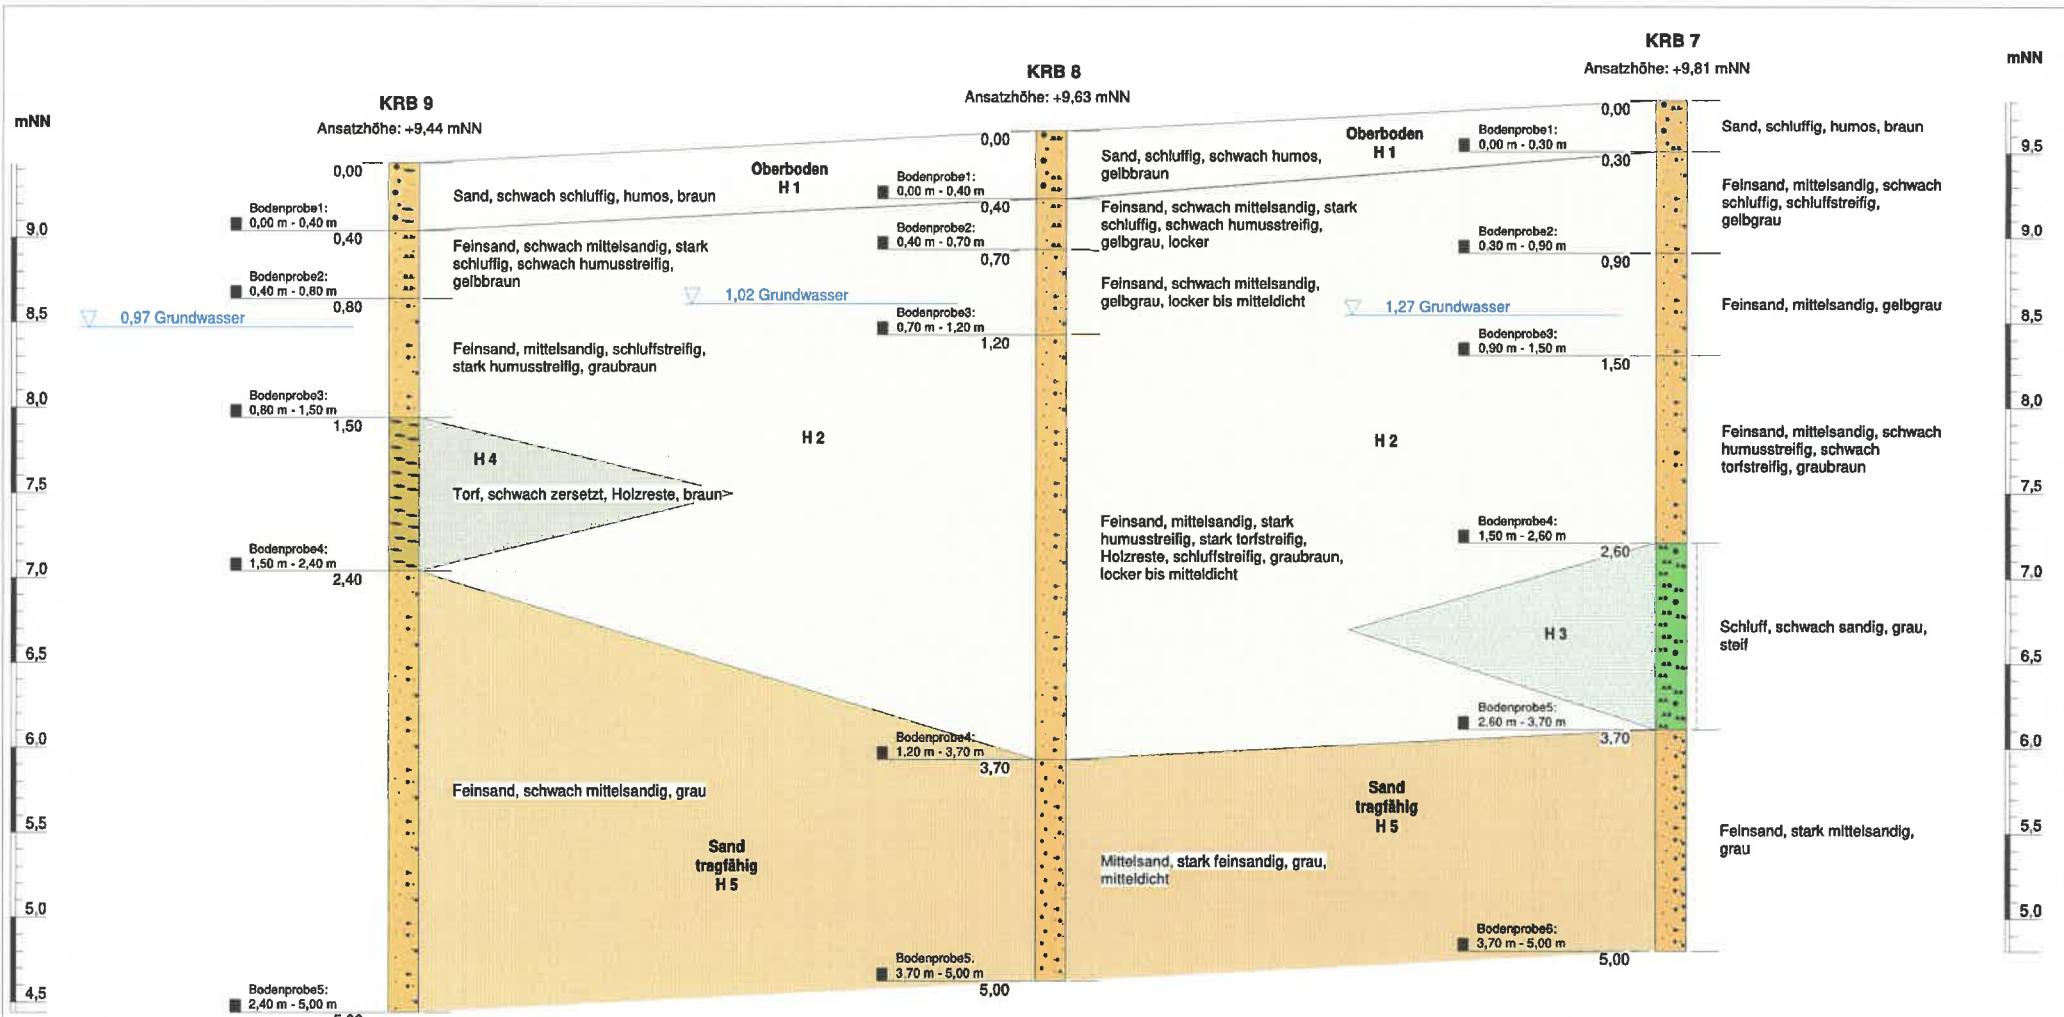 KRB 7
mNN
Ansatzhöhe: +9,81 mNN
KRB 8
Ansatzhöhe: +9,63 mNN
KRB 9
mNN
Ansatzhöhe: +9,44 mNN
0,00
Bodenprobe1:
0,00 m - 0,40 m
0,40
Bodenprobe2:
0,40 m - 0,80 m
0,80
0,97 Grundwasser
Bodenprobe3:
0,80 m - 1,50 m
1,50
Bodenprobe4:
1,50 m - 2,40 m
2,40
Bodenprobe5:
2,40 m - 5,00 m
9,0
8,5
8,0
7,5
7,0
6,5
6,0
5,5
5,0
4,5
Sand, schwach schluffig, humos, braun
Feinsand, schwach mittelsandig, stark
schluffig, schwach humusstreifig,
gelbbraun
Feinsand, mittelsandig, schluffstreifig,
stark humusstreifig, graubraun
H 4
Torf, schwach zersetzt, Holzreste, braun
Feinsand, schwach mittelsandig, grau
Oberboden
H 1
1,02 Grundwasser
H 2
Sand
tragfähig
H 5
0,00
Bodenprobe1:
0,00 m - 0,40 m
0,40
Bodenprobe2:
0,40 m - 0,70 m
0,70
Bodenprobe3:
0,70 m - 1,20 m
1,20
Bodenprobe4:
1,20 m - 3,70 m
3,70
Bodenprobe5:
3,70 m - 5,00 m
5,00
Sand, schluffig, schwach humos,
gelbbraun
Feinsand, schwach mittelsandig, stark
schluffig, schwach humusstreifig,
gelbgrau, locker
Feinsand, schwach mittelsandig,
gelbgrau, locker bis mitteldicht
Feinsand, mittelsandig, stark
humusstreifig, stark torfstreifig,
Holzreste, schluffstreifig, graubraun,
locker bis mitteldicht
Mittelsand, stark feinsandig, grau,
mitteldicht
Oberboden
H 1
1,27 Grundwasser
H 2
H 3
Sand
tragfähig
H 5
0,00
Bodenprobe1:
0,00 m - 0,30 m
0,30
Bodenprobe2:
0,30 m - 0,90 m
0,90
Bodenprobe3:
0,90 m - 1,50 m
1,50
Bodenprobe4:
1,50 m - 2,60 m
2,60
Bodenprobe5:
2,60 m - 3,70 m
3,70
Bodenprobe6:
3,70 m - 5,00 m
5,00
Sand, schluffig, humos, braun
Feinsand, mittelsandig, schwach
schluffig, schluffstreifig,
gelbgrau
Feinsand, mittelsandig, gelbgrau
Feinsand, mittelsandig, schwach
humusstreifig, schwach
torfstreifig, graubraun
Schluff, schwach sandig, grau,
steif
Feinsand, stark mittelsandig,
grau
9,5
9,0
8,5
8,0
7,5
7,0
6,5
6,0
5,5
5,0